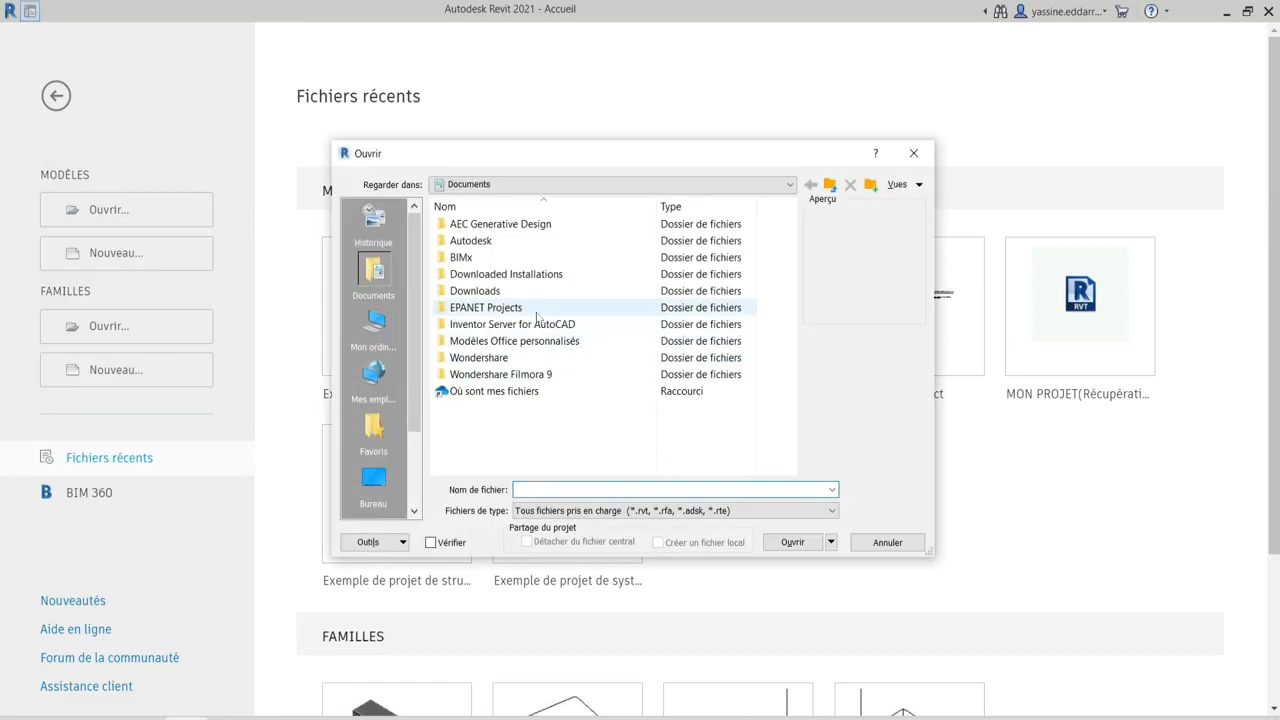 Autodesk Revit 2021 - Accueil
yassine.eddarr...
Fichiers récents
MODÈLES
Ouvrir...
Nouveau...
FAMILLES
Ouvrir...
Nouveau...
Fichiers récents
BIM 360
Nouveautés
Aide en ligne
Forum de la communauté
Assistance client
Ouvrir
?
Regarder dans:
Documents
Vues
Aperçu
Historique
Documents
Mon ordin...
Mes empl...
Favoris
Bureau
Nom
Type
AEC Generative Design
Dossier de fichiers
Autodesk
Dossier de fichiers
BIMx
Dossier de fichiers
Downloaded Installations
Dossier de fichiers
Downloads
Dossier de fichiers
EPANET Projects
Dossier de fichiers
Inventor Server for AutoCAD
Dossier de fichiers
Modèles Office personnalisés
Dossier de fichiers
Wondershare
Dossier de fichiers
Wondershare Filmora 9
Dossier de fichiers
Où sont mes fichiers
Raccourci
Nom de fichier:
Fichiers de type:
Tous fichiers pris en charge (*.rvt, *.rfa, *.adsk, *.rte)
Partage du projet
Outils
Vérifier
Détacher du fichier central
Créer un fichier local
Ouvrir
Annuler
RVT
MON PROJET(Récupérati...
Exemple de projet de stru...
Exemple de projet de syst...
FAMILLES